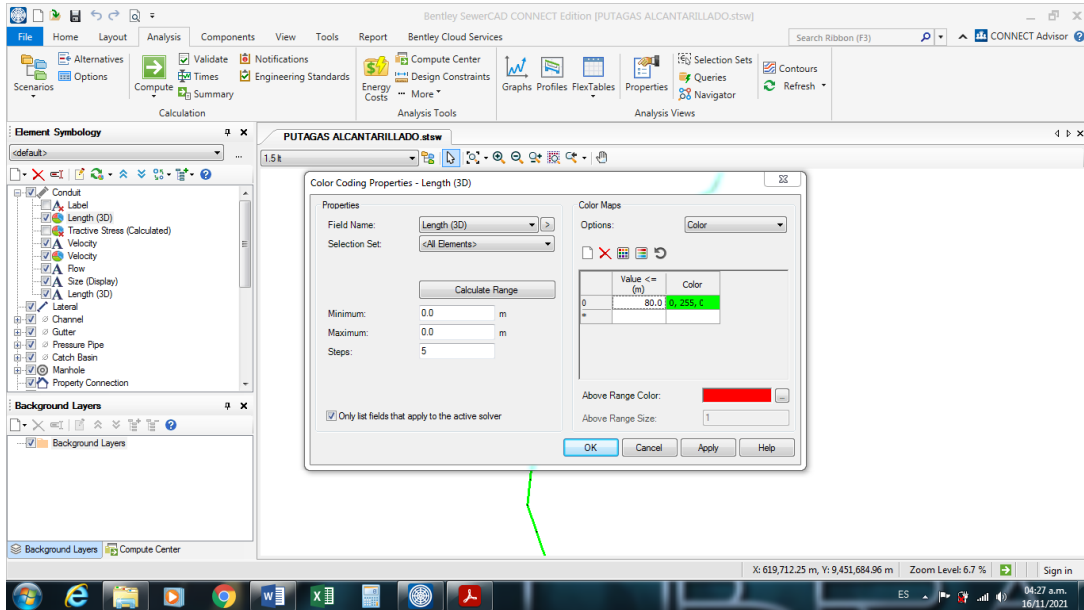 Bentley SewerCAD CONNECT Edition [PUTAGAS ALCANTARILLADO.stsw]
File Home Layout Analysis Components View Tools Report Bentley Cloud Services Search Ribbon (F3) CONNECT Advisor
Scenarios Alternatives Options
Compute Validate Times Summary
Notifications Engineering Standards
Calculation
Energy Costs Compute Center Design Constraints More
Analysis Tools
Graphs Profiles FlexTables Properties Selection Sets Queries Navigator
Contours Refresh
Analysis Views
Element Symbology
<default>
Conduit
Label
Length (3D)
Tractive Stress (Calculated)
Velocity
Velocity
Flow
Size (Display)
Length (3D)
Lateral
Channel
Gutter
Pressure Pipe
Catch Basin
Manhole
Property Connection
Background Layers
Background Layers
Background Layers Compute Center
PUTAGAS ALCANTARILLADO.stsw
1.5 lt
Color Coding Properties - Length (3D)
Properties
Field Name: Length (3D) >
Selection Set: <All Elements>
Calculate Range
Minimum: 0.0 m
Maximum: 0.0 m
Steps: 5
Only list fields that apply to the active solver
Color Maps
Options: Color
Value <= (m) Color
0 80.0 0, 255, 0
*
Above Range Color: ...
Above Range Size: 1
OK Cancel Apply Help
X: 619,712.25 m, Y: 9,451,684.96 m Zoom Level: 6.7 % Sign in
ES 04:27 a.m.
16/11/2021